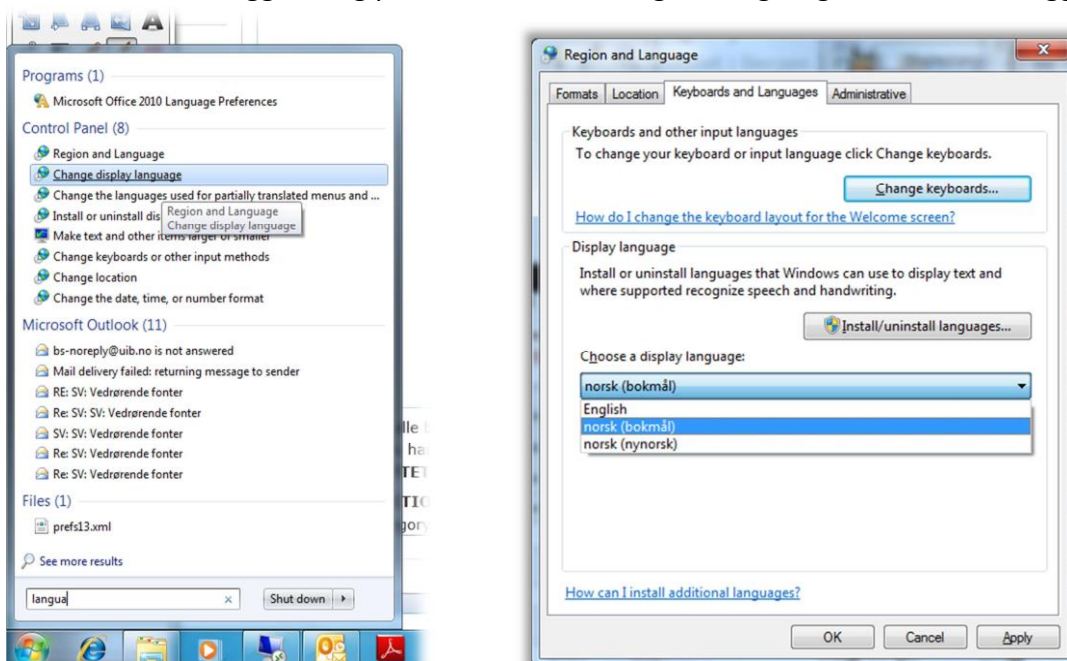 Programs (1)
Microsoft Office 2010 Language Preferences
Control Panel (8)
Region and Language
Change display language
Change the languages used for partially translated menus and ...
Install or uninstall dis
Region and Language
Change display language
Make text and other items larger or smaller
Change keyboards or other input methods
Change location
Change the date, time, or number format
Microsoft Outlook (11)
bs-noreply@uib.no is not answered
Mail delivery failed: returning message to sender
RE: SV: Vedrørende fonter
Re: SV: SV: Vedrørende fonter
SV: SV: Vedrørende fonter
Re: SV: Vedrørende fonter
Re: SV: Vedrørende fonter
Files (1)
prefs13.xml
See more results
langua
Shut down
Region and Language
Formats Location Keyboards and Languages Administrative
Keyboards and other input languages
To change your keyboard or input language click Change keyboards.
Change keyboards...
How do I change the keyboard layout for the Welcome screen?
Display language
Install or uninstall languages that Windows can use to display text and
where supported recognize speech and handwriting.
Install/uninstall languages...
Choose a display language:
norsk (bokmål)
English
norsk (bokmål)
norsk (nynorsk)
How can I install additional languages?
OK Cancel Apply